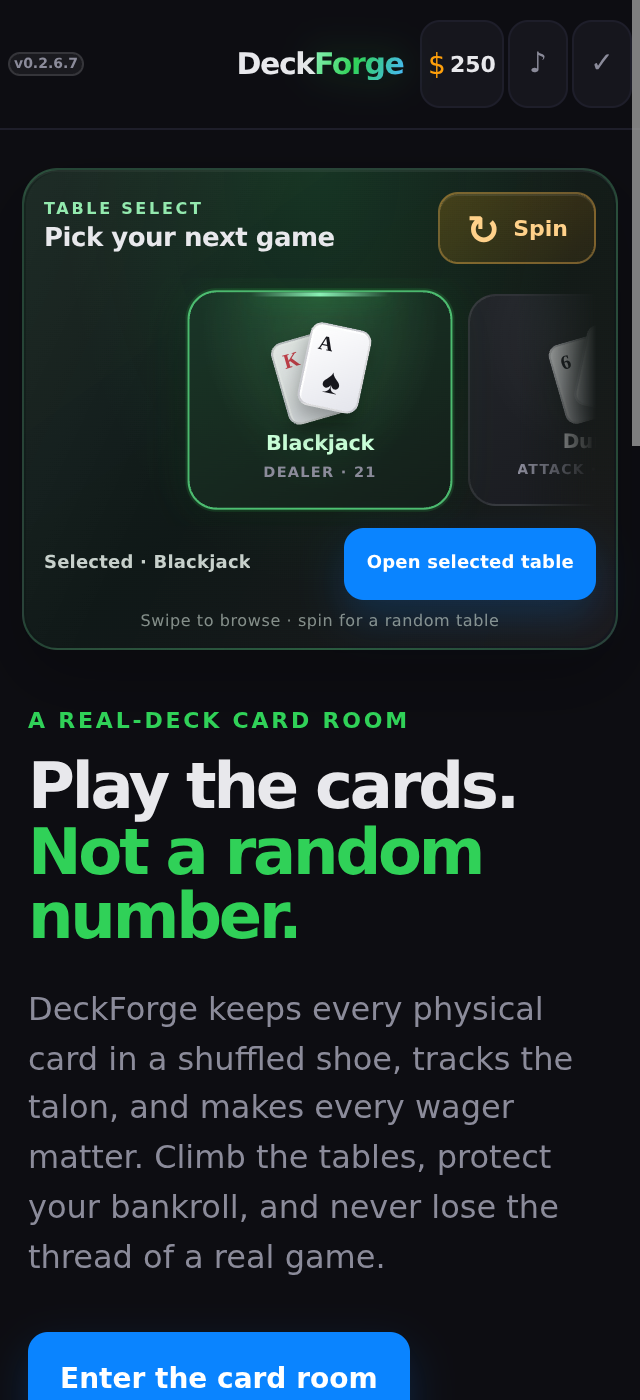 v0.2.6.7
DeckForge
$ 250
♪
✓
TABLE SELECT
Pick your next game
↻ Spin
K
A
♠
6
Blackjack
DEALER · 21
Du
ATTACK
Selected · Blackjack
Open selected table
Swipe to browse · spin for a random table
A REAL-DECK CARD ROOM
Play the cards.
Not a random
number.
DeckForge keeps every physical
card in a shuffled shoe, tracks the
talon, and makes every wager
matter. Climb the tables, protect
your bankroll, and never lose the
thread of a real game.
Enter the card room